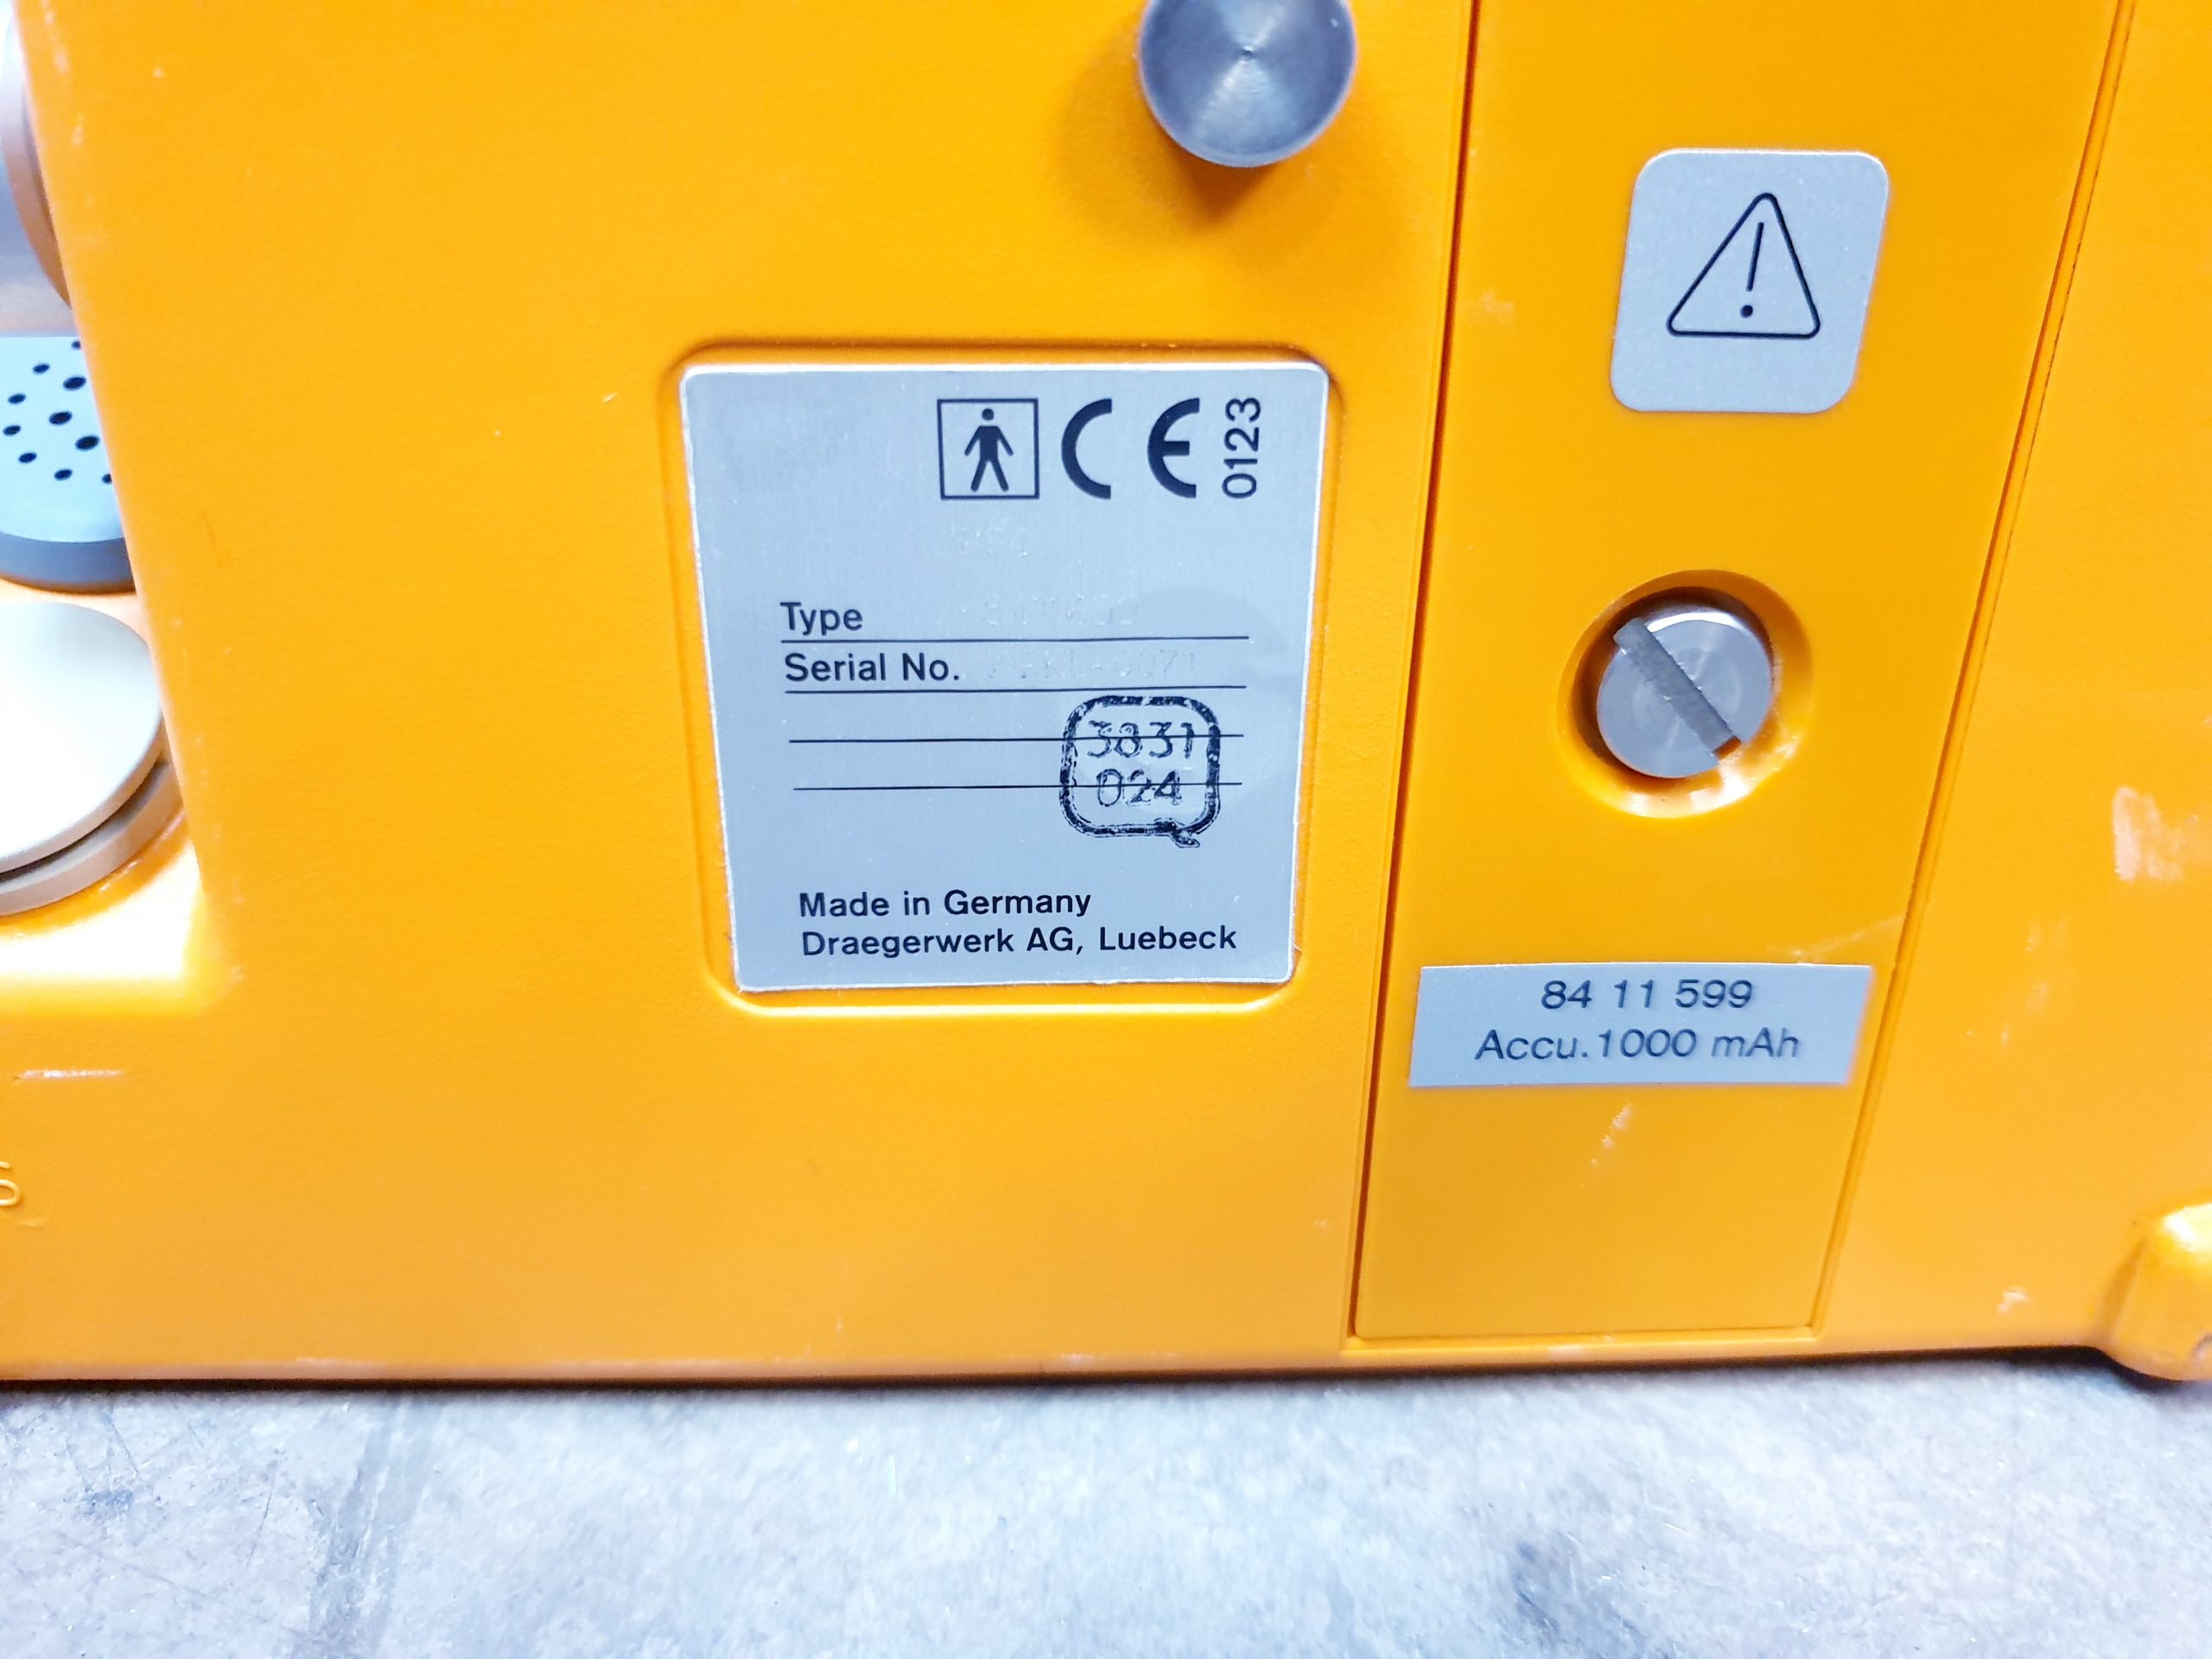 CE 0123
Type
Serial No.
3831
024
Made in Germany
Draegerwerk AG, Luebeck
84 11 599
Accu. 1000 mAh